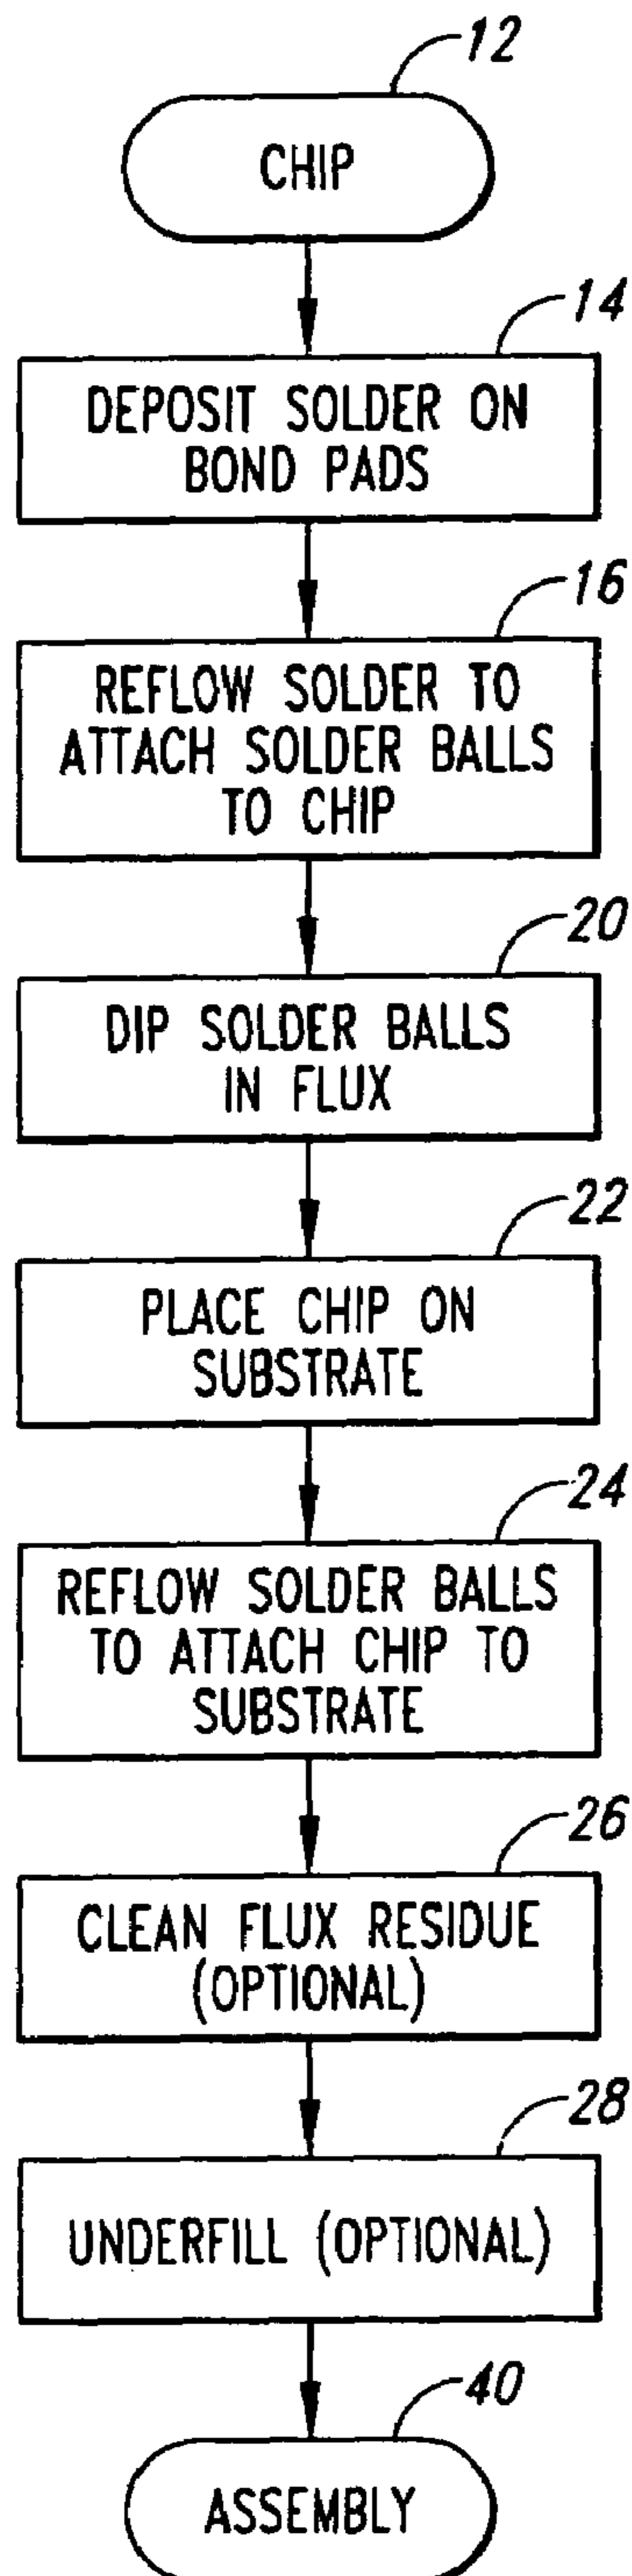 12
CHIP
14
DEPOSIT SOLDER ON
BOND PADS
16
REFLOW SOLDER TO
ATTACH SOLDER BALLS
TO CHIP
20
DIP SOLDER BALLS
IN FLUX
22
PLACE CHIP ON
SUBSTRATE
24
REFLOW SOLDER BALLS
TO ATTACH CHIP TO
SUBSTRATE
26
CLEAN FLUX RESIDUE
(OPTIONAL)
28
UNDERFILL (OPTIONAL)
40
ASSEMBLY